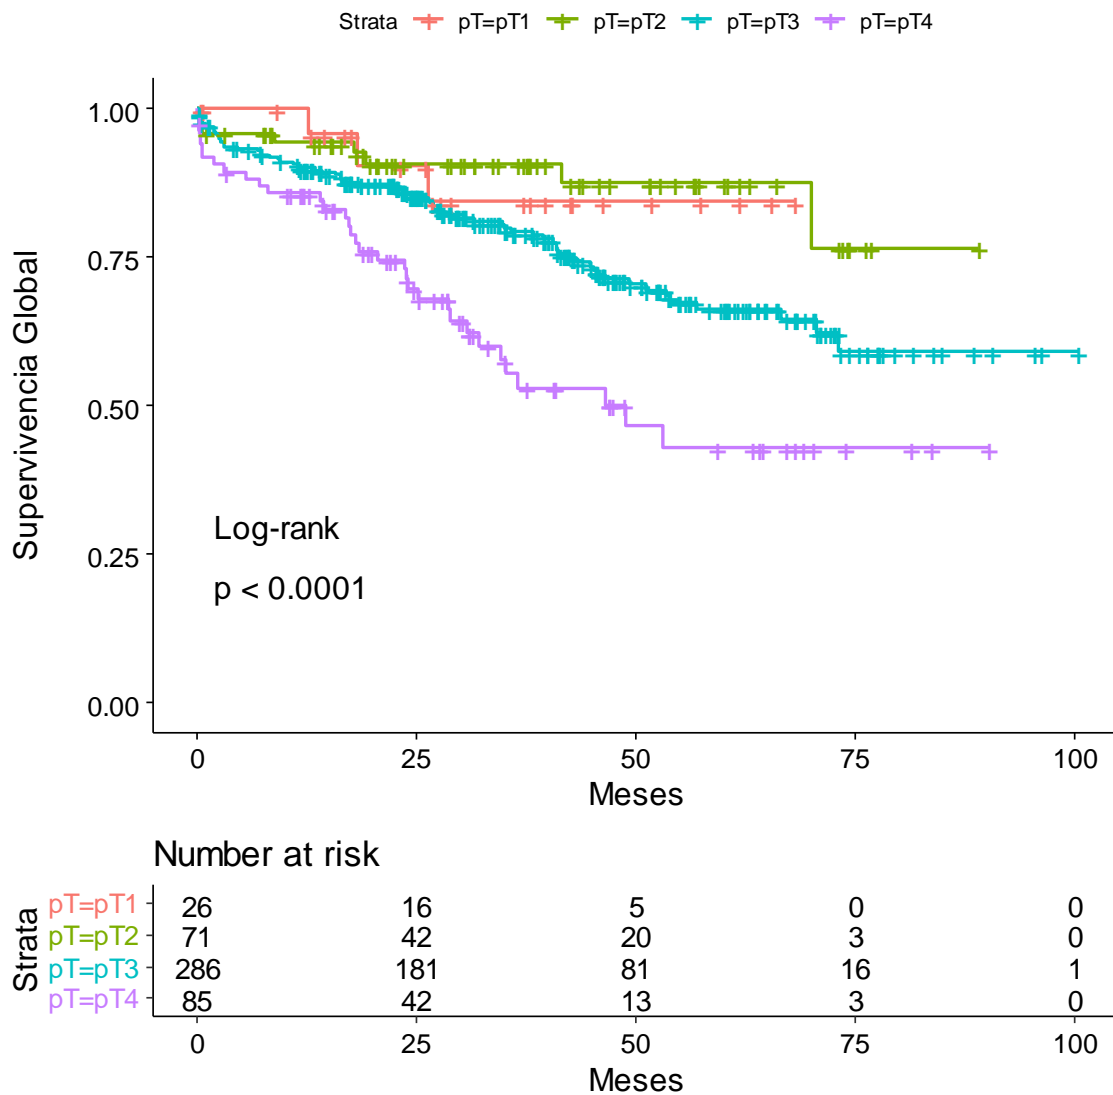 Strata pT=pT1 pT=pT2 pT=pT3 pT=pT4
1.00
0.75
0.50
0.25
0.00
Supervivencia Global
Log-rank
p < 0.0001
0 25 50 75 100
Meses
Number at risk
Strata
pT=pT1 26 16 5 0 0
pT=pT2 71 42 20 3 0
pT=pT3 286 181 81 16 1
pT=pT4 85 42 13 3 0
0 25 50 75 100
Meses